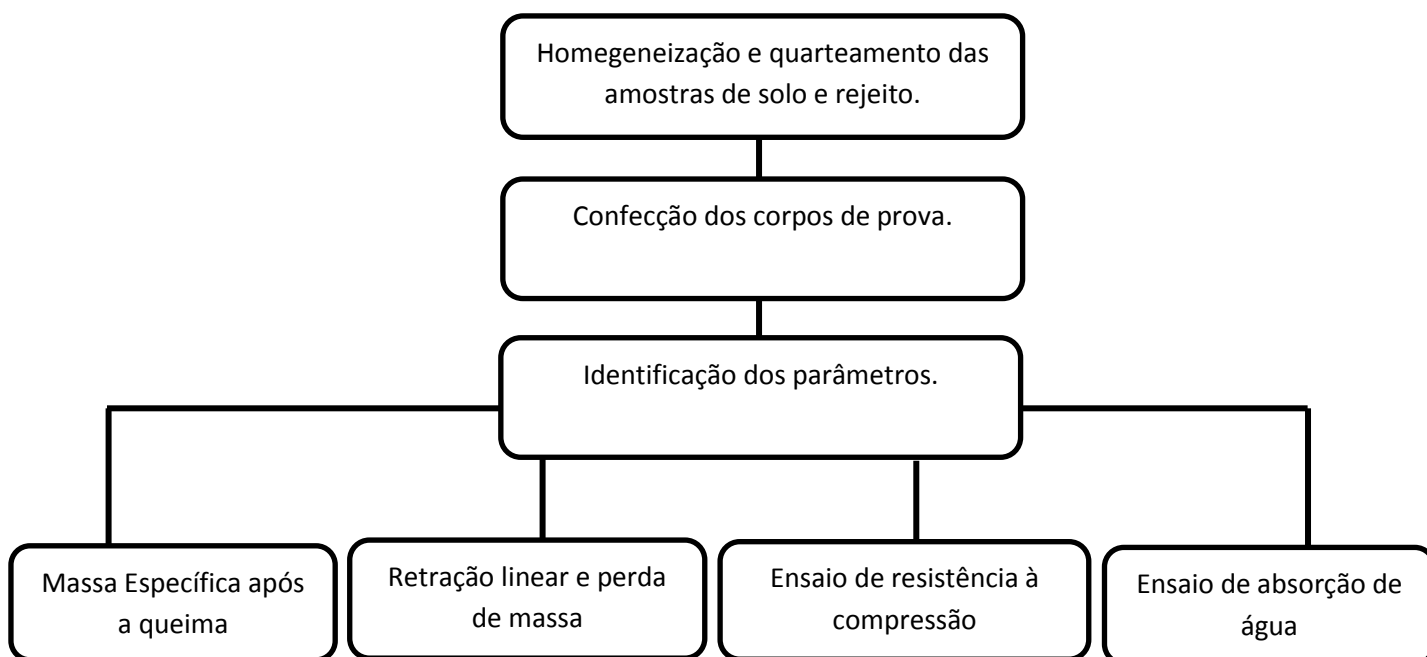 Homegeneização e quarteamento das
amostras de solo e rejeito.
Confecção dos corpos de prova.
Identificação dos parâmetros.
Massa Específica após
a queima
Retração linear e perda
de massa
Ensaio de resistência à
compressão
Ensaio de absorção de
água